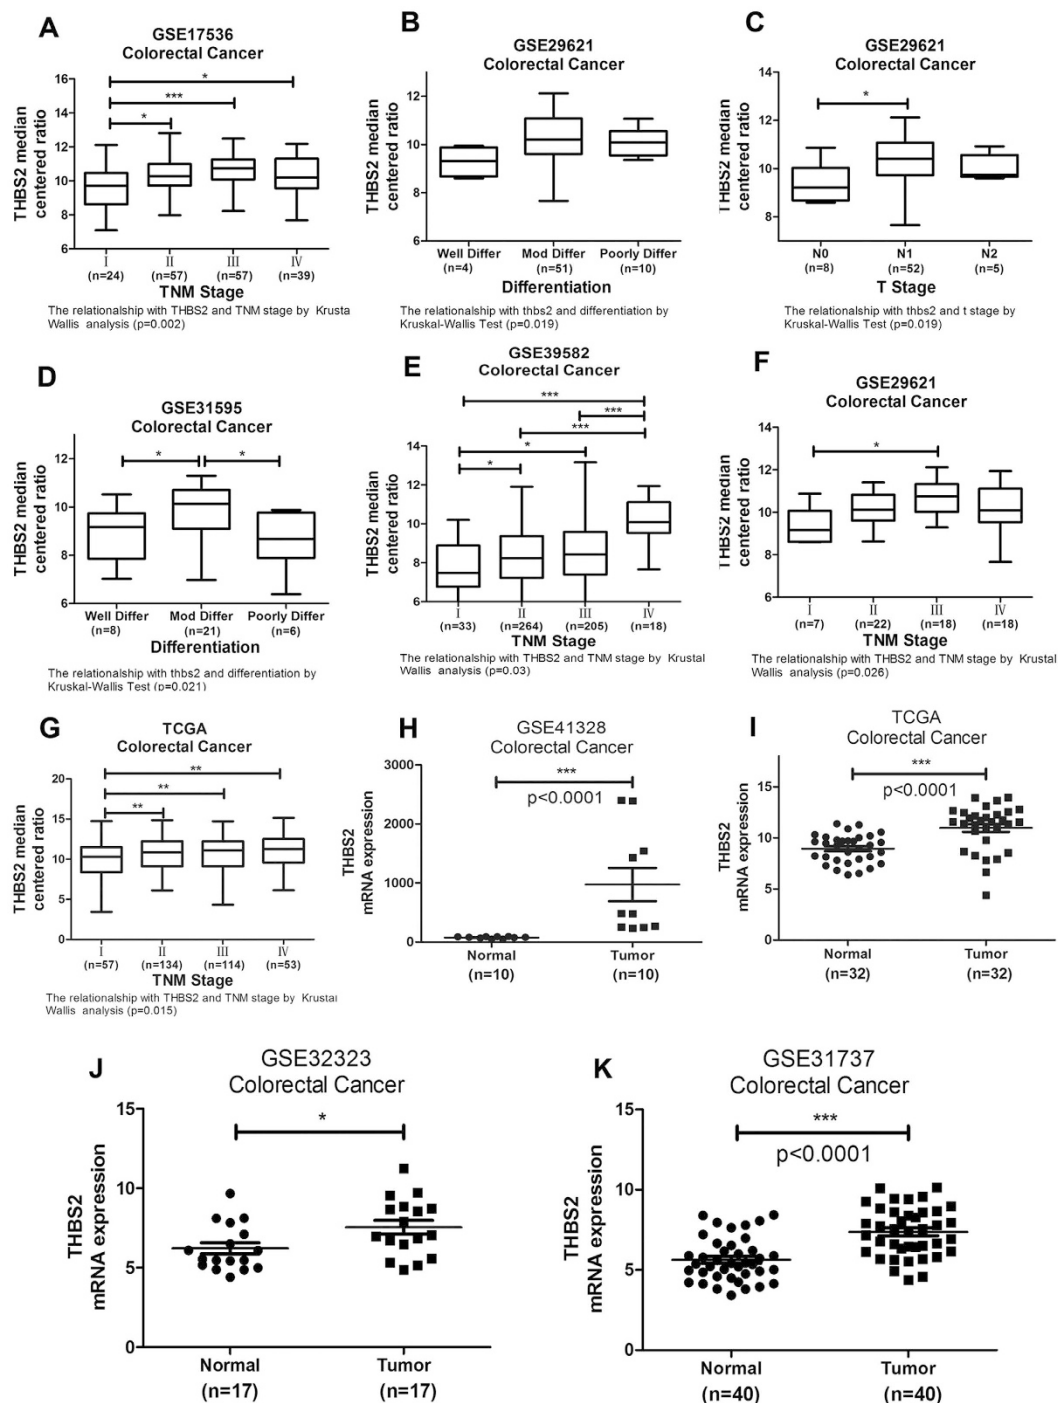 A
GSE17536
Colorectal Cancer
THBS2 median
centered ratio
16
14
12
10
8
6
*
***
*
I
II
III
IV
(n=24)
(n=57)
(n=57)
(n=39)
TNM Stage
The relationalship with THBS2 and TNM stage by Krusta
Wallis analysis (p=0.002)
B
GSE29621
Colorectal Cancer
THBS2 median
centered ratio
12
10
8
6
Well Differ
Mod Differ
Poorly Differ
(n=4)
(n=51)
(n=10)
Differentiation
The relationship with thbs2 and differentiation by
Kruskal-Wallis Test (p=0.019)
C
GSE29621
Colorectal Cancer
THBS2 median
centered ratio
14
12
10
8
*
N0
N1
N2
(n=8)
(n=52)
(n=5)
T Stage
The relationship with thbs2 and t stage by
Kruskal-Wallis Test (p=0.019)
D
GSE31595
Colorectal Cancer
THBS2 median
centered ratio
12
10
8
6
*
*
Well Differ
Mod Differ
Poorly Differ
(n=8)
(n=21)
(n=6)
Differentiation
The relationship with thbs2 and differentiation by
Kruskal-Wallis Test (p=0.021)
E
GSE39582
Colorectal Cancer
THBS2 median
centered ratio
14
12
10
8
6
***
***
***
*
*
I
II
III
IV
(n=33)
(n=264)
(n=205)
(n=18)
TNM Stage
The relationalship with THBS2 and TNM stage by Krustal
Wallis analysis (p=0.03)
F
GSE29621
Colorectal Cancer
THBS2 median
centered ratio
14
12
10
8
6
*
I
II
III
IV
(n=7)
(n=22)
(n=18)
(n=18)
TNM Stage
The relationalship with THBS2 and TNM stage by Krustal
Wallis analysis (p=0.026)
G
TCGA
Colorectal Cancer
THBS2 median
centered ratio
20
15
10
5
0
**
**
**
I
II
III
IV
(n=57)
(n=134)
(n=114)
(n=53)
TNM Stage
The relationalship with THBS2 and TNM stage by Krustal
Wallis analysis (p=0.015)
H
GSE41328
Colorectal Cancer
THBS2
mRNA expression
3000
2000
1000
0
***
p<0.0001
Normal
Tumor
(n=10)
(n=10)
I
TCGA
Colorectal Cancer
THBS2
mRNA expression
15
10
5
0
***
p<0.0001
Normal
Tumor
(n=32)
(n=32)
J
GSE32323
Colorectal Cancer
THBS2
mRNA expression
15
10
5
0
*
Normal
Tumor
(n=17)
(n=17)
K
GSE31737
Colorectal Cancer
THBS2
mRNA expression
15
10
5
0
***
p<0.0001
Normal
Tumor
(n=40)
(n=40)